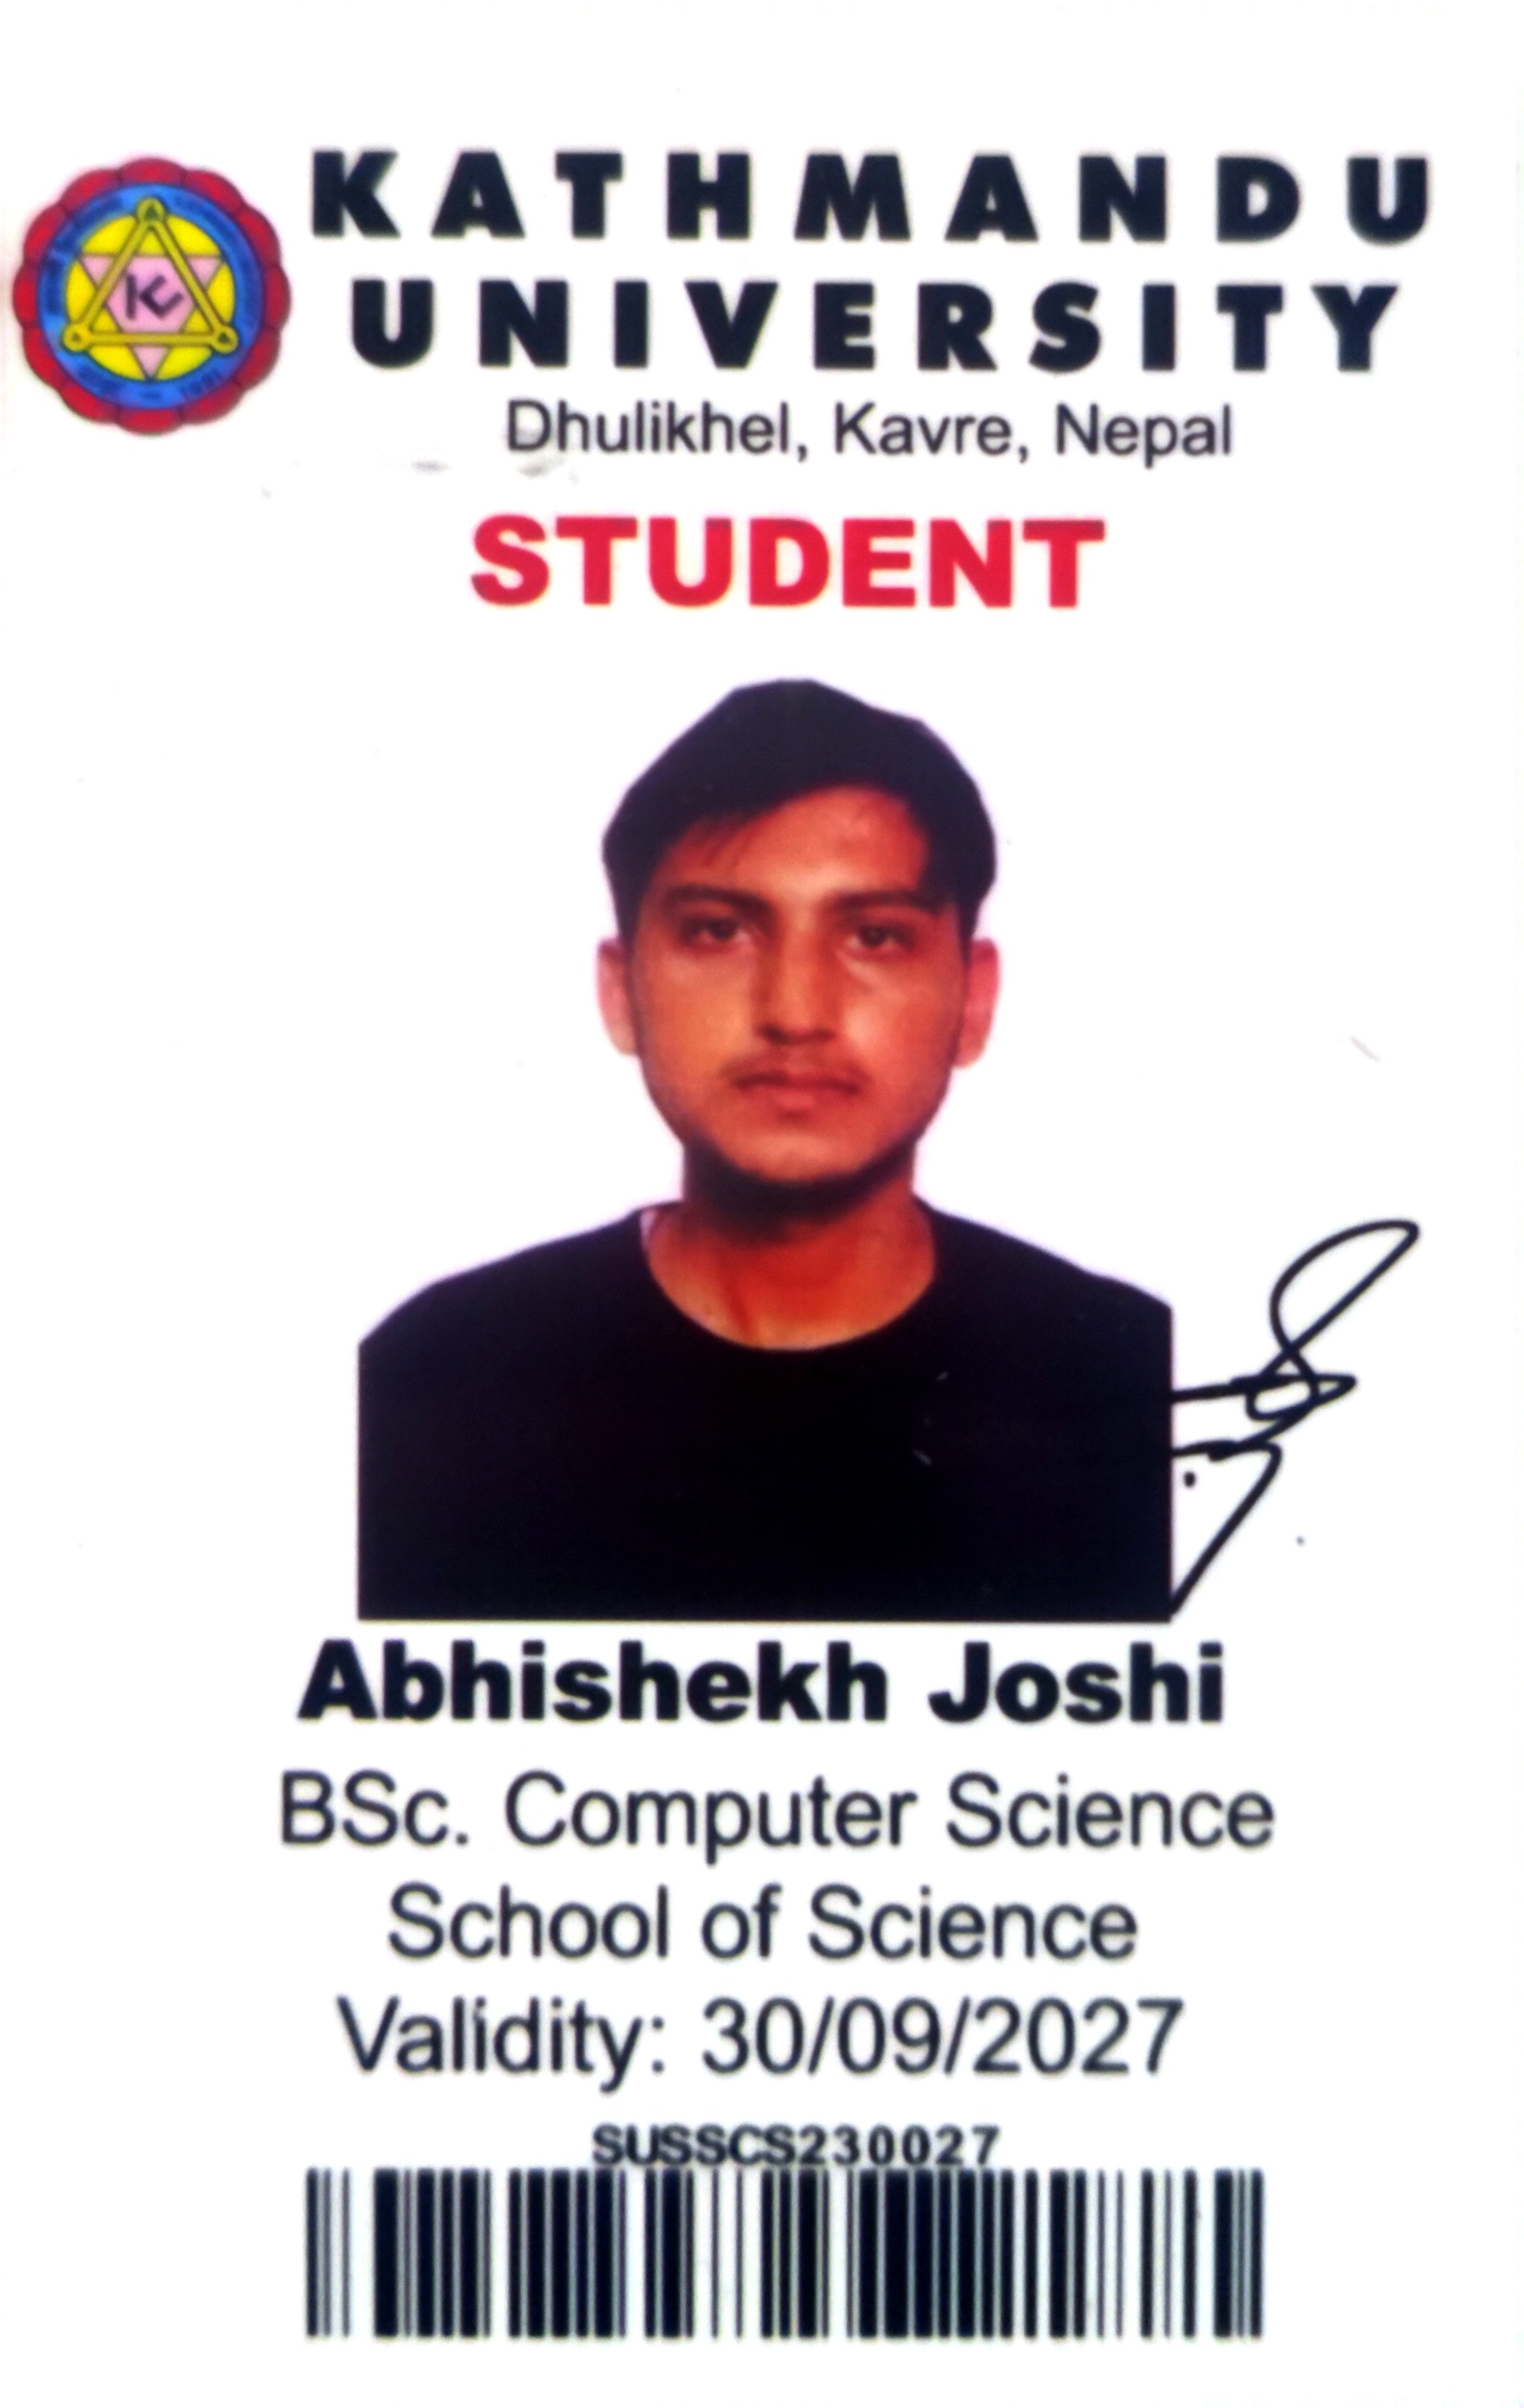 KATHMANDU
UNIVERSITY
Dhulikhel, Kavre, Nepal
STUDENT
Abhishekh Joshi
BSc. Computer Science
School of Science
Validity: 30/09/2027
SUSSCS230027